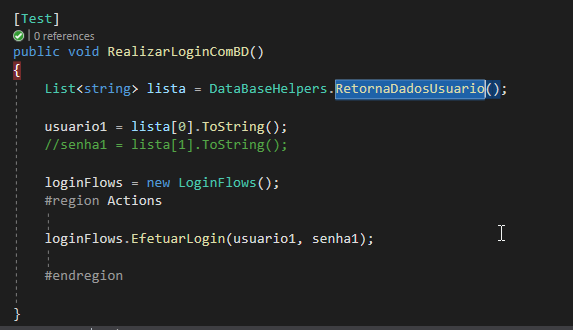 [Test]
| 0 references
public void RealizarLoginComBD()
{
List<string> lista = DataBaseHelpers.RetornaDadosUsuario();
usuario1 = lista[0].ToString();
//senha1 = lista[1].ToString();
loginFlows = new LoginFlows();
#region Actions
loginFlows.EfetuarLogin(usuario1, senha1);
#endregion
}